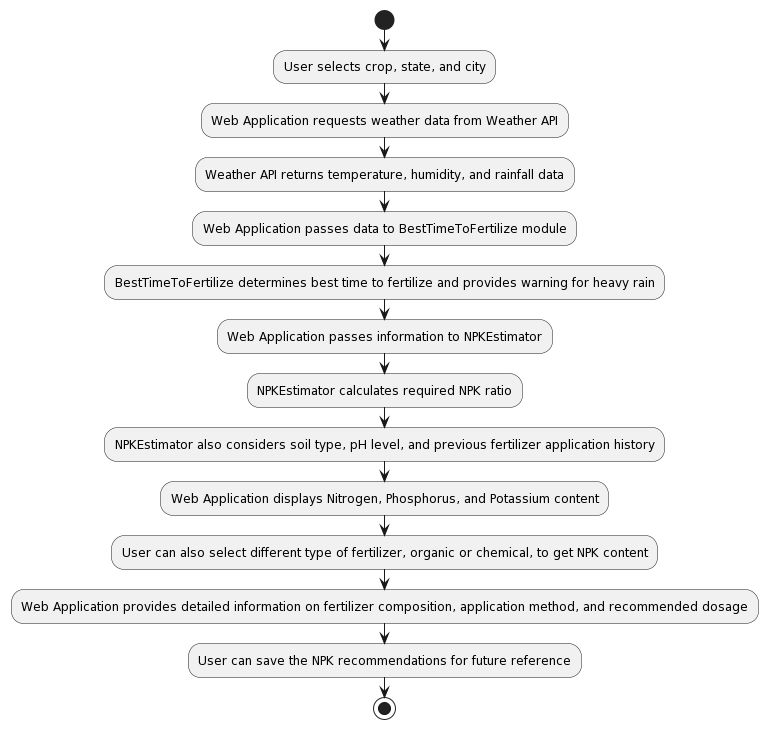 User selects crop, state, and city
Web Application requests weather data from Weather API
Weather API returns temperature, humidity, and rainfall data
Web Application passes data to BestTimeToFertilize module
BestTimeToFertilize determines best time to fertilize and provides warning for heavy rain
Web Application passes information to NPKEstimator
NPKEstimator calculates required NPK ratio
NPKEstimator also considers soil type, pH level, and previous fertilizer application history
Web Application displays Nitrogen, Phosphorus, and Potassium content
User can also select different type of fertilizer, organic or chemical, to get NPK content
Web Application provides detailed information on fertilizer composition, application method, and recommended dosage
User can save the NPK recommendations for future reference